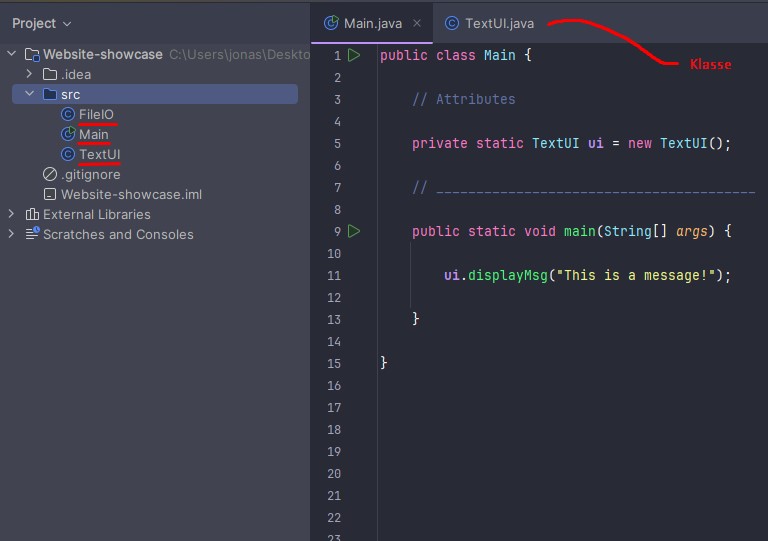 Project
Website-showcase C:\Users\jonas\Deskto
.idea
src
FileIO
Main
TextUI
.gitignore
Website-showcase.iml
External Libraries
Scratches and Consoles
Main.java
TextUI.java
Klasse
1 public class Main {
2
3 // Attributes
4
5 private static TextUI ui = new TextUI();
6
7 // ________________________________________
8
9 public static void main(String[] args) {
10
11 ui.displayMsg("This is a message!");
12
13 }
14
15 }
16
17
18
19
20
21
22
23